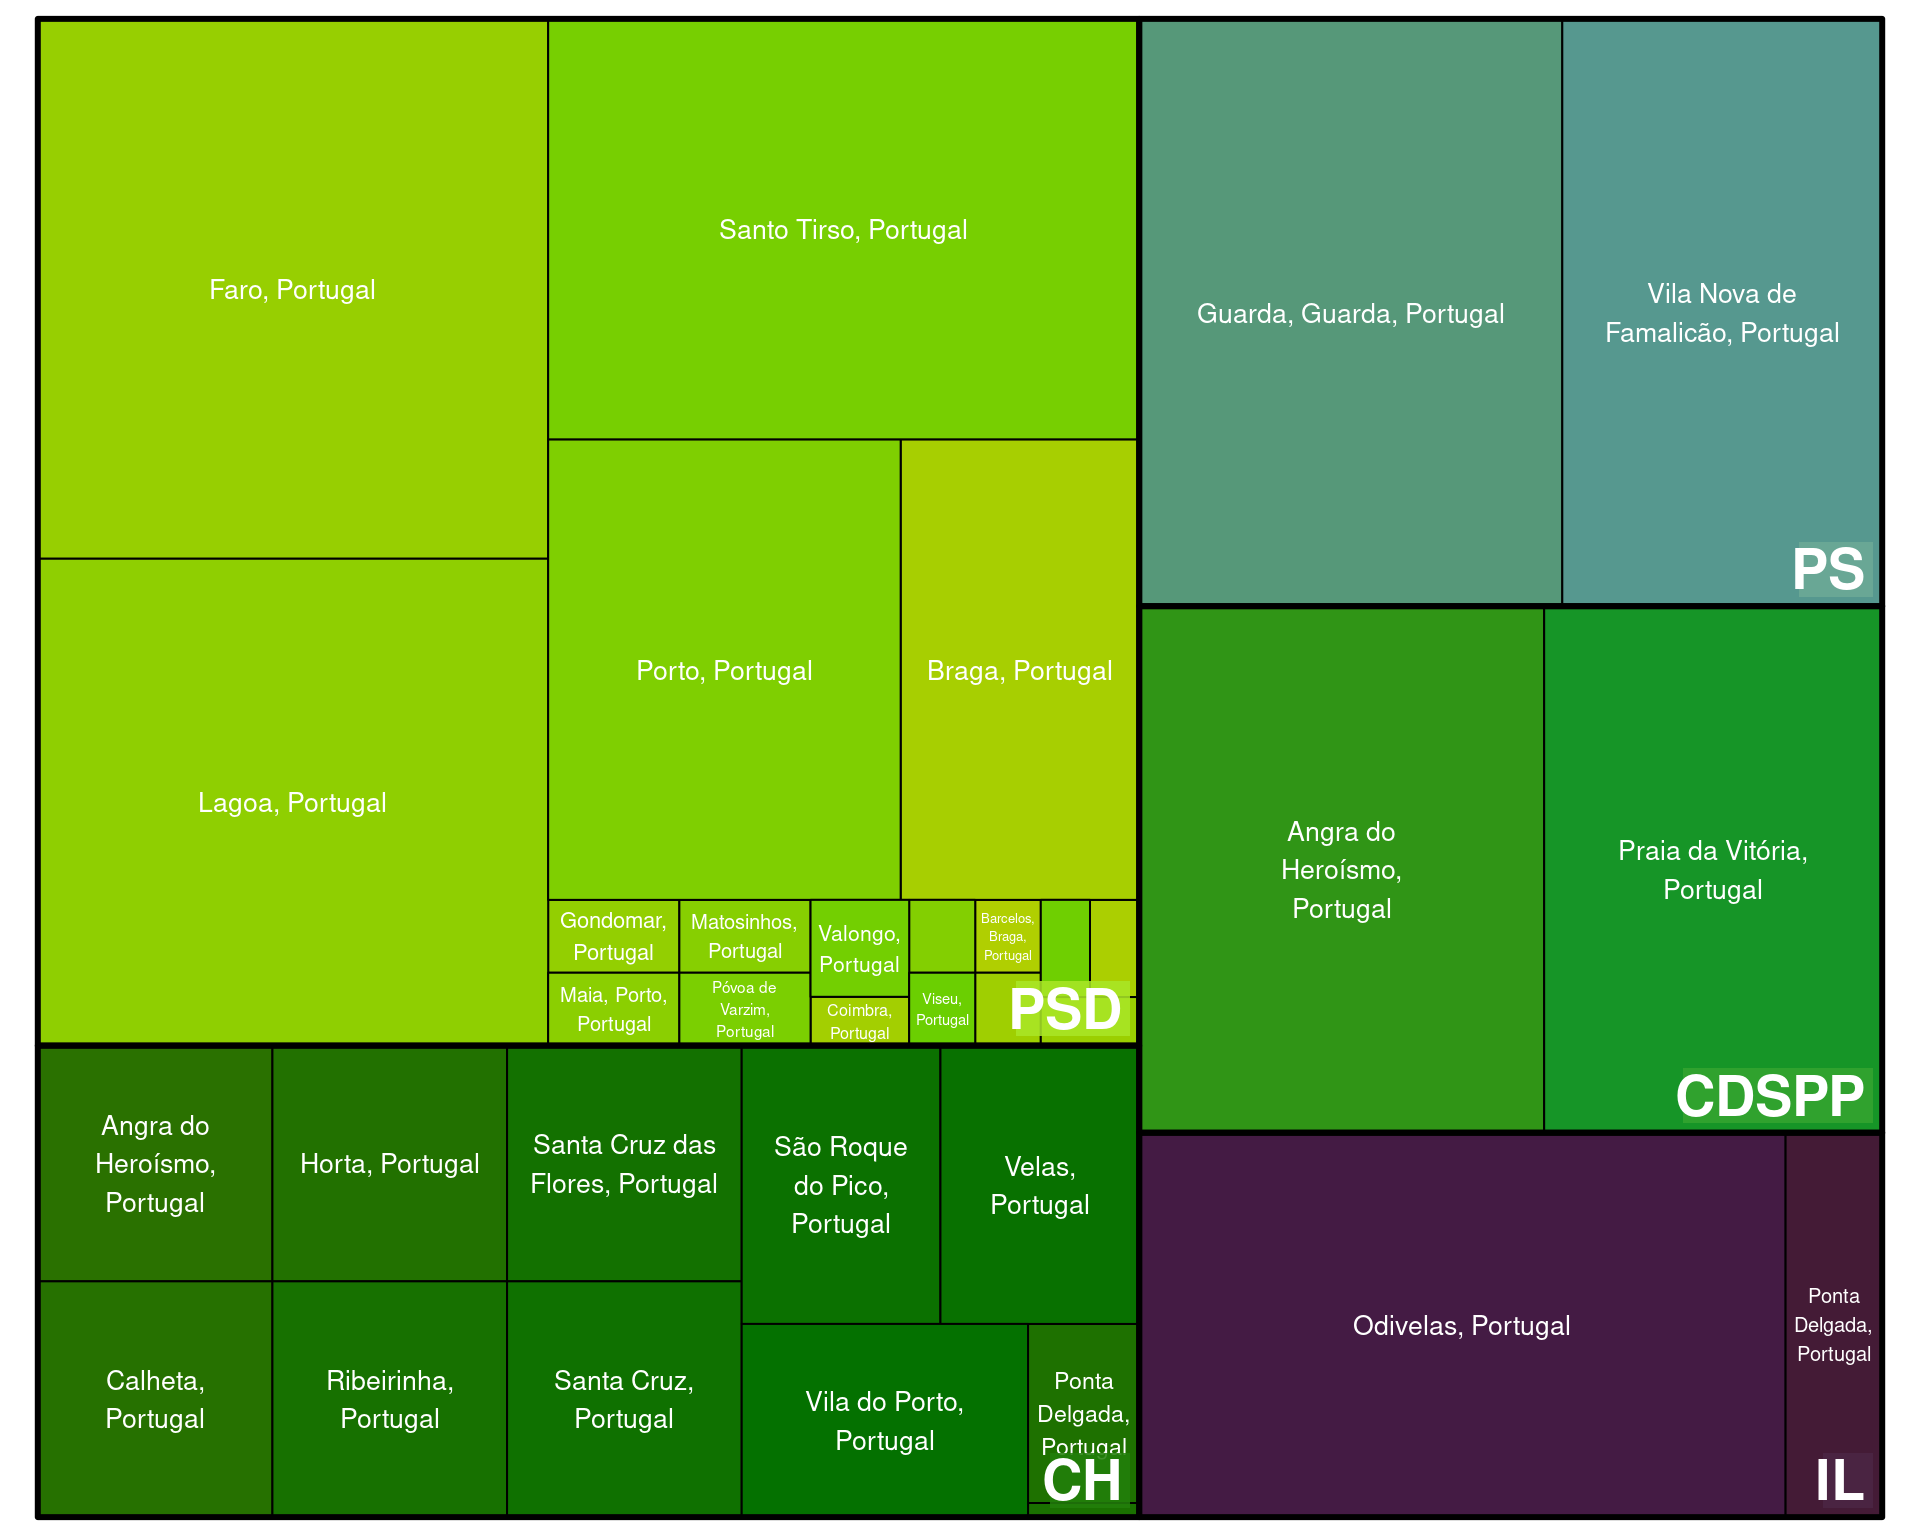 Faro, Portugal
Santo Tirso, Portugal
Lagoa, Portugal
Porto, Portugal
Braga, Portugal
Gondomar,
Portugal
Matosinhos,
Portugal
Valongo,
Portugal
Barcelos,
Braga,
Portugal
Maia, Porto,
Portugal
Póvoa de
Varzim,
Portugal
Coimbra,
Portugal
Viseu,
Portugal
PSD
Guarda, Guarda, Portugal
Vila Nova de
Famalicão, Portugal
PS
Angra do
Heroísmo,
Portugal
Praia da Vitória,
Portugal
CDSPP
Angra do
Heroísmo,
Portugal
Horta, Portugal
Santa Cruz das
Flores, Portugal
São Roque
do Pico,
Portugal
Velas,
Portugal
Calheta,
Portugal
Ribeirinha,
Portugal
Santa Cruz,
Portugal
Vila do Porto,
Portugal
Ponta
Delgada,
Portugal
CH
Odivelas, Portugal
Ponta
Delgada,
Portugal
IL